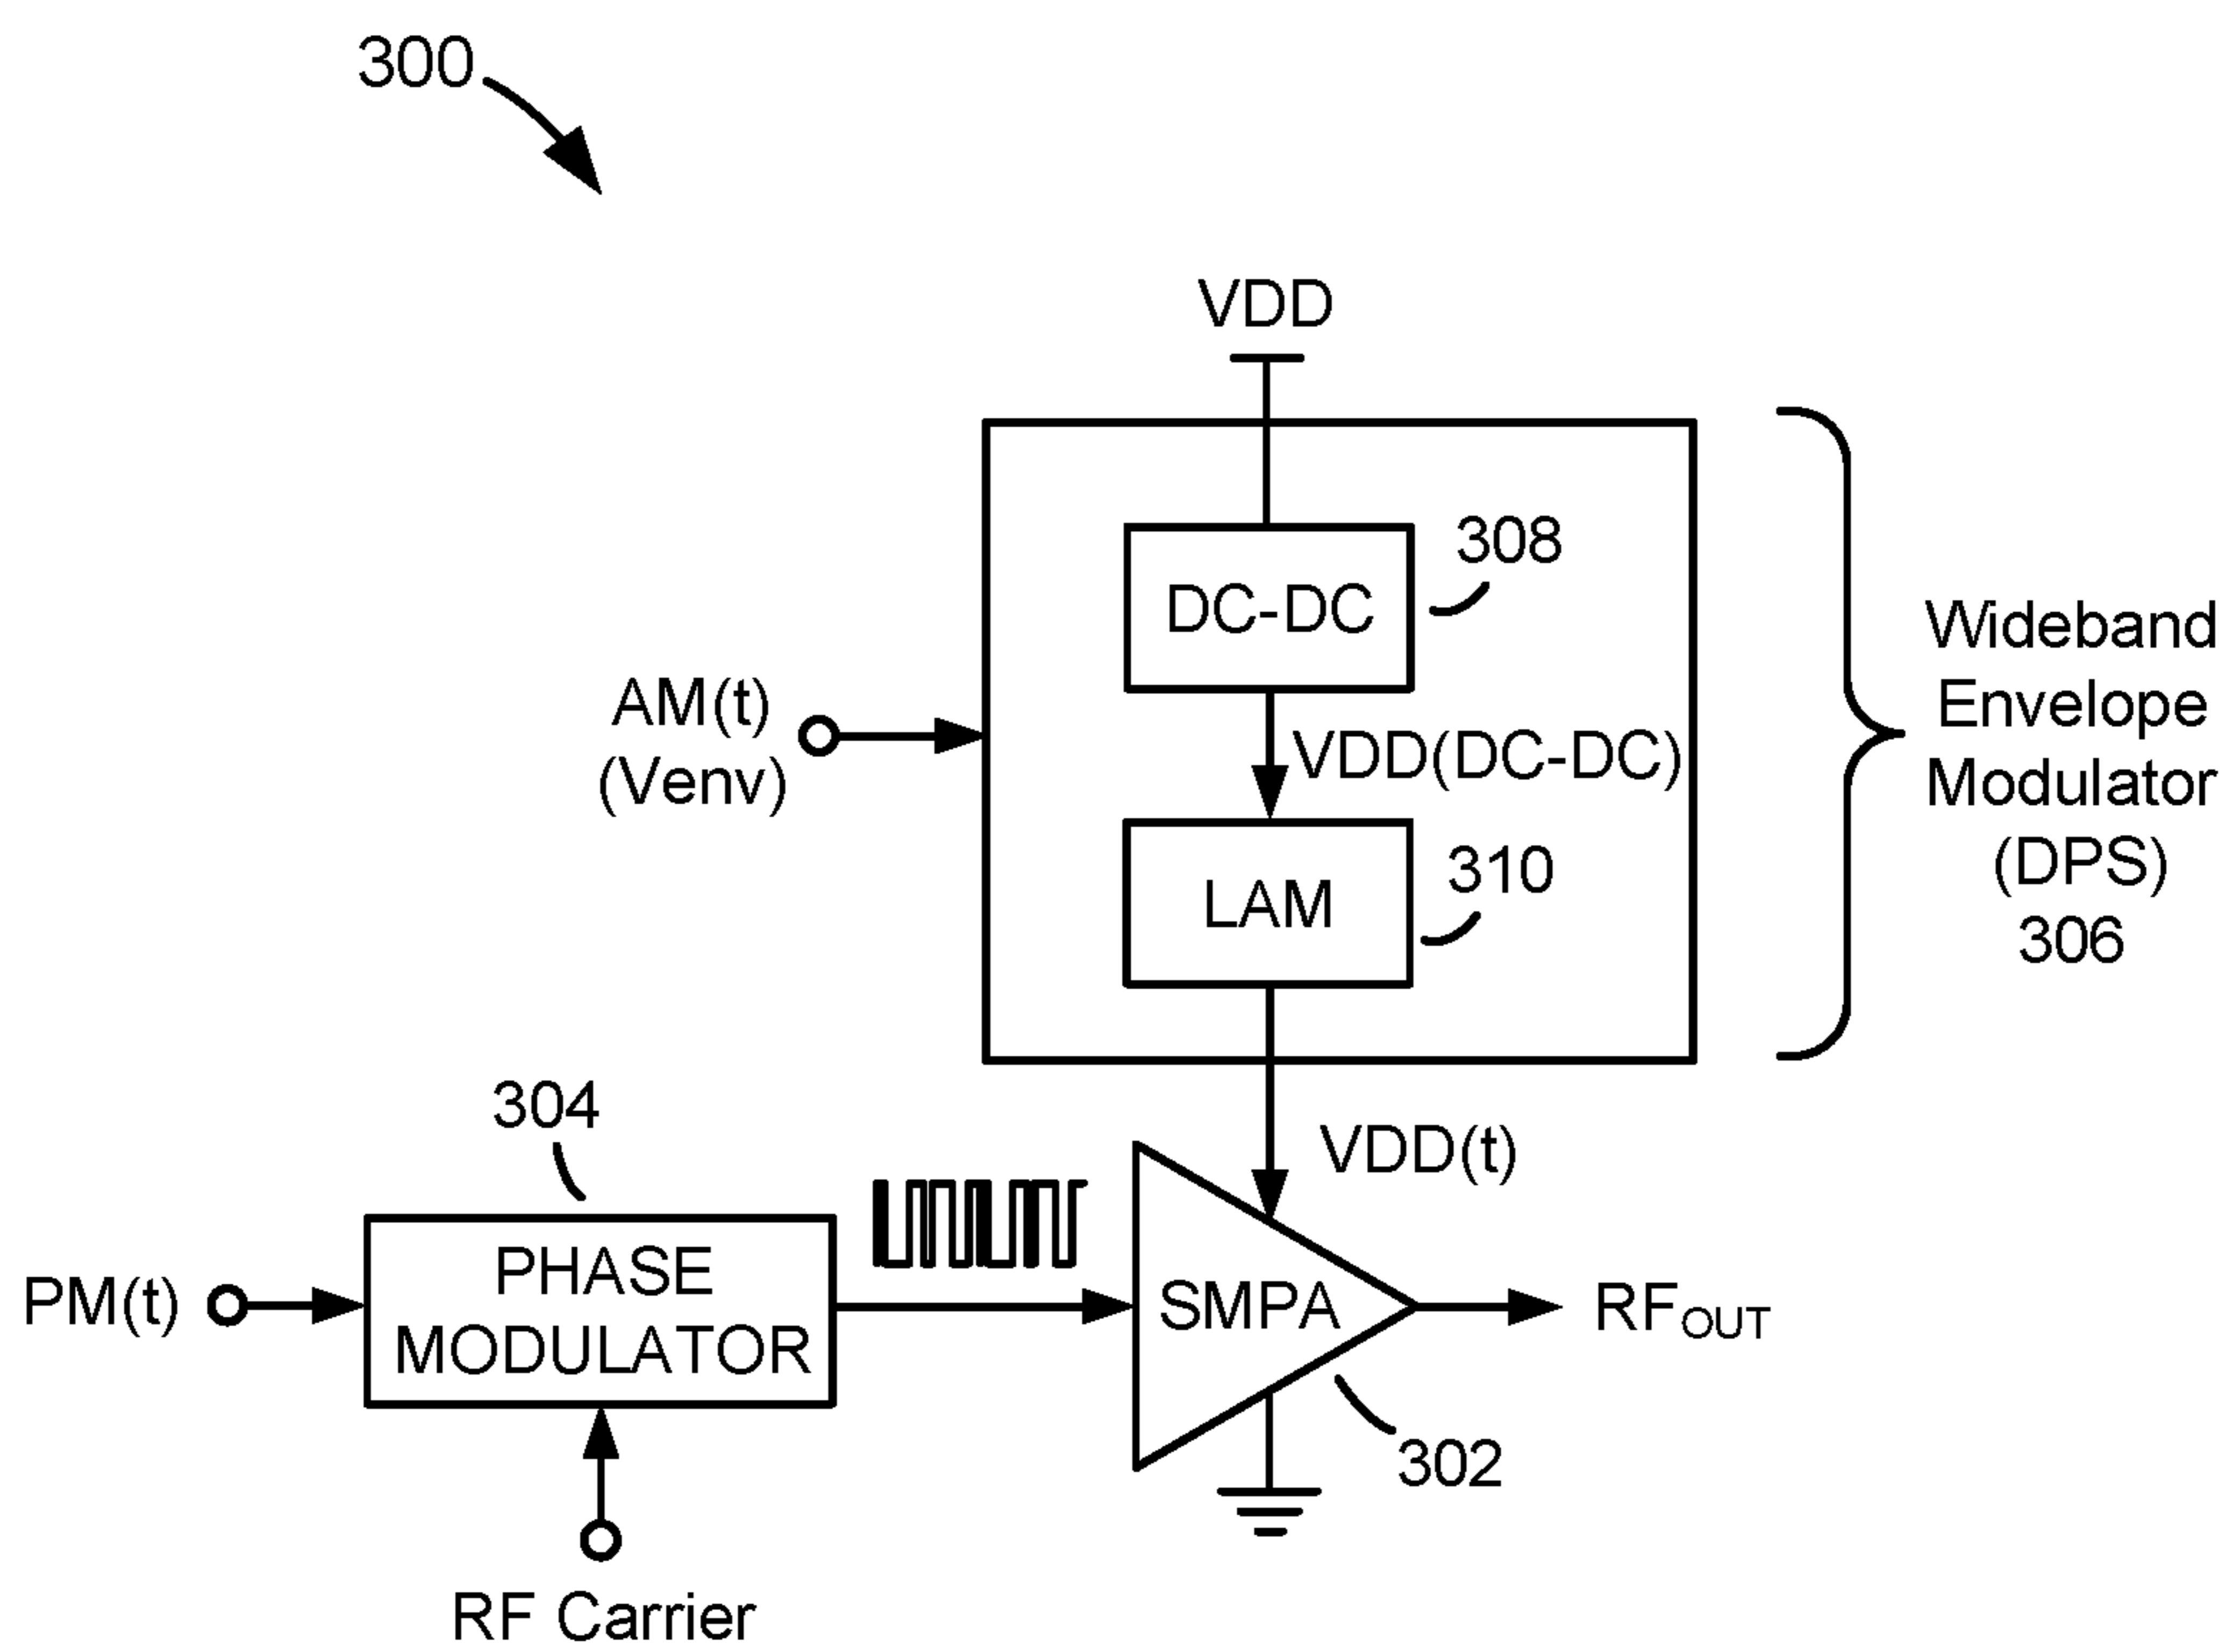 300
VDD
308
DC-DC
AM(t)
(Venv)
VDD(DC-DC)
310
LAM
Wideband
Envelope
Modulator
(DPS)
306
304
VDD(t)
PM(t)
PHASE
MODULATOR
SMPA
RFOUT
302
RF Carrier